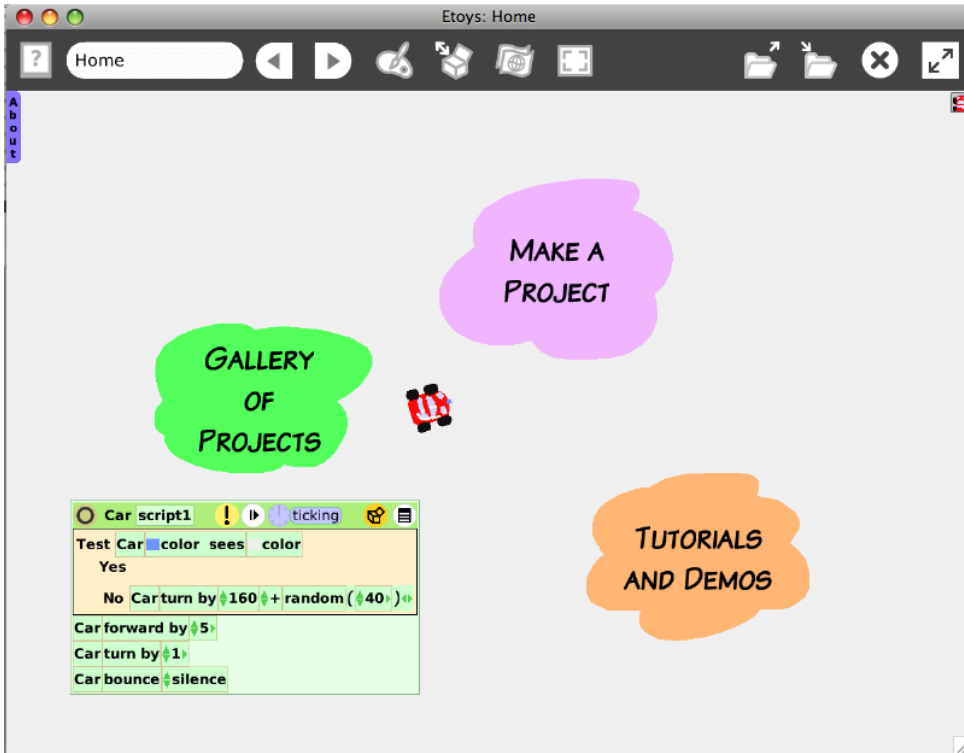 Etoys: Home
?
Home
About
MAKE A
PROJECT
GALLERY
OF
PROJECTS
Car script1 ! ticking
Test Car color sees color
Yes
No Car turn by 160 + random ( 40 )
Car forward by 5
Car turn by 1
Car bounce silence
TUTORIALS
AND DEMOS